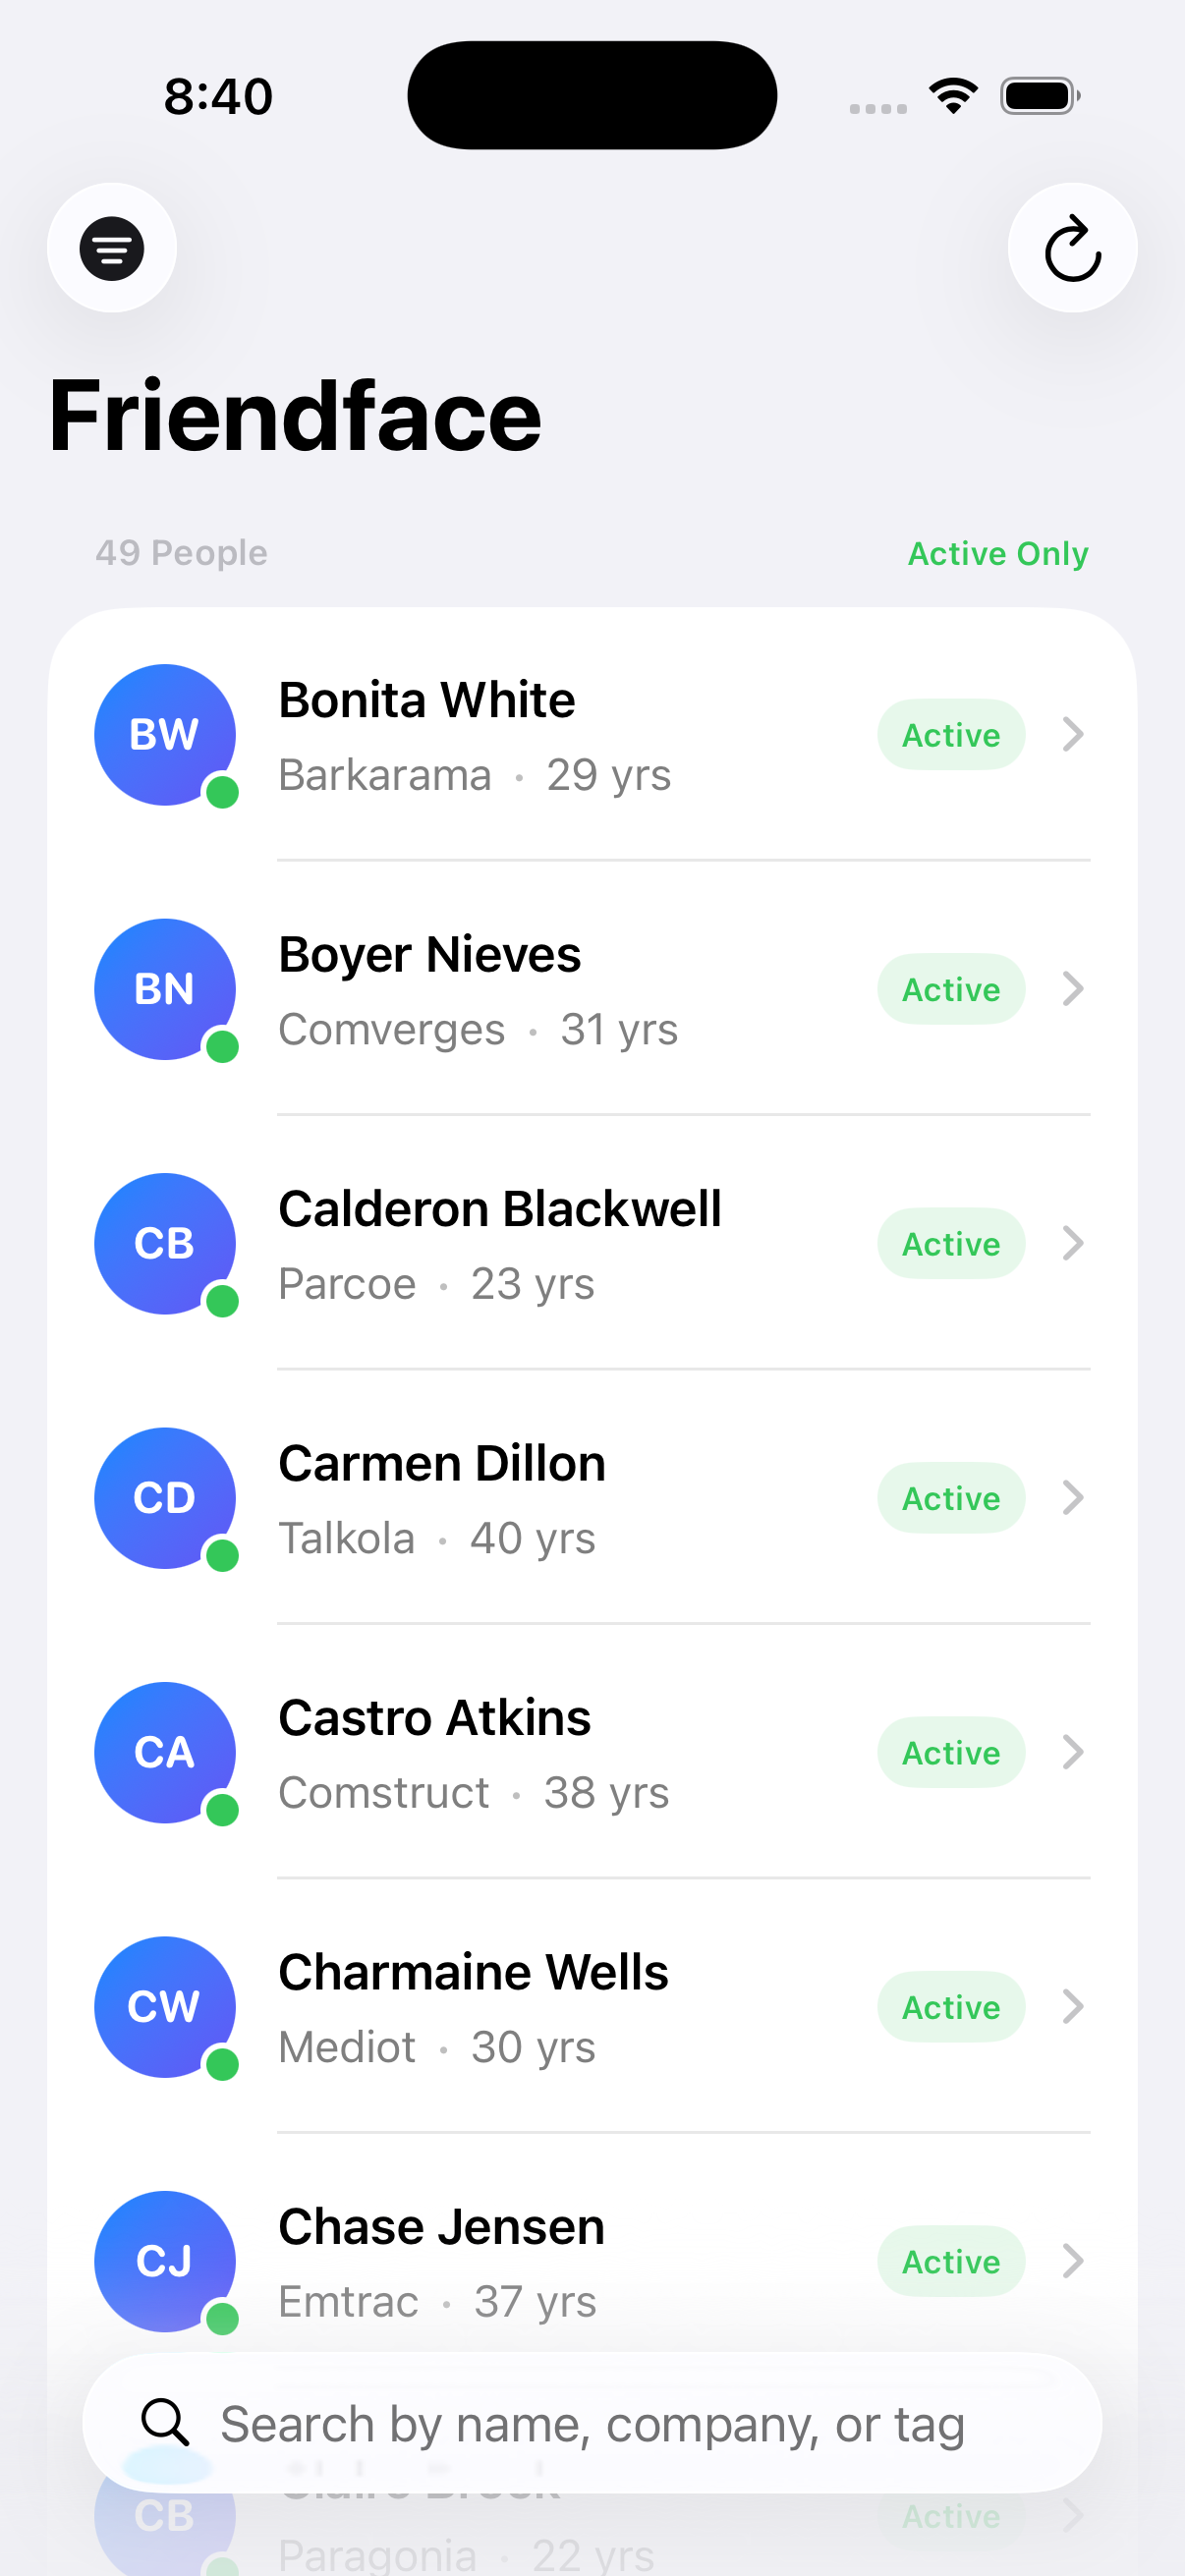 8:40
Friendface
49 People
Active Only
BW
Bonita White
Barkarama · 29 yrs
Active
BN
Boyer Nieves
Comverges · 31 yrs
Active
CB
Calderon Blackwell
Parcoe · 23 yrs
Active
CD
Carmen Dillon
Talkola · 40 yrs
Active
CA
Castro Atkins
Comstruct · 38 yrs
Active
CW
Charmaine Wells
Mediot · 30 yrs
Active
CJ
Chase Jensen
Emtrac · 37 yrs
Active
Search by name, company, or tag
CB
Paragonia · 22 yrs
Active